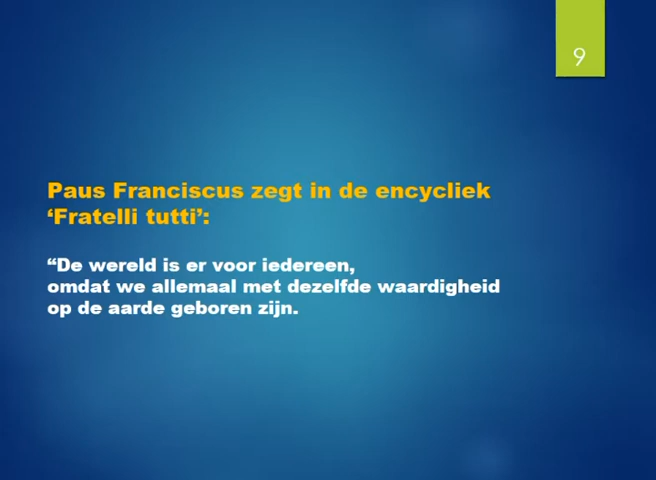 9
Paus Franciscus zegt in de encycliek
‘Fratelli tutti’:
“De wereld is er voor iedereen,
omdat we allemaal met dezelfde waardigheid
op de aarde geboren zijn.